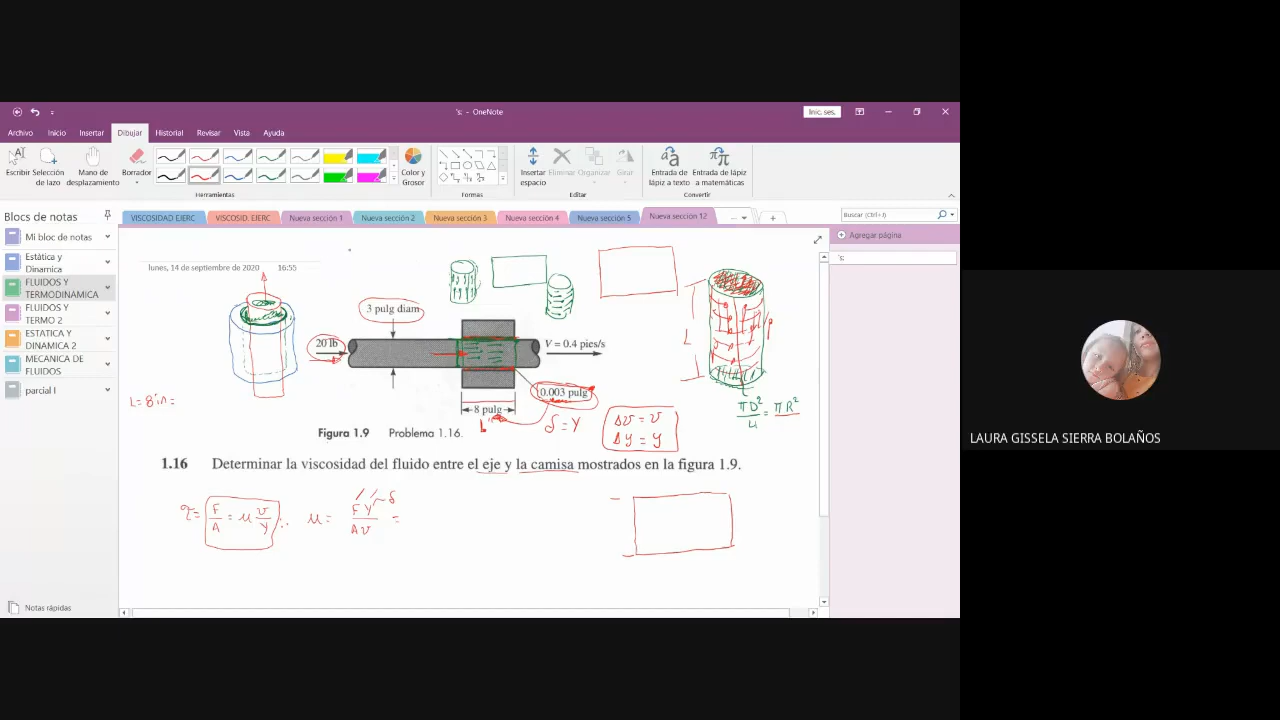 's: - OneNote
Inic. ses.
Archivo Inicio Insertar Dibujar Historial Revisar Vista Ayuda
Escribir Selección de lazo Mano de desplazamiento Borrador Color y Grosor Insertar espacio Eliminar Organizar Girar Entrada de lápiz a texto Entrada de lápiz a matemáticas
Herramientas Formas Editar Convertir
Blocs de notas
VISCOSIDAD EJERC VISCOSID. EJERC Nueva sección 1 Nueva sección 2 Nueva sección 3 Nueva sección 4 Nueva sección 5 Nueva sección 12 ... +
Buscar (Ctrl+J)
Agregar página
's:
Mi bloc de notas
Estática y Dinamica
FLUIDOS Y TERMODINAMICA
FLUIDOS Y TERMO 2
ESTATICA Y DINAMICA 2
MECANICA DE FLUIDOS
parcial I
Notas rápidas
lunes, 14 de septiembre de 2020 16:55
3 pulg diam
20 lb
V = 0.4 pies/s
0.003 pulg
8 pulg
L
L = 8 in =
δ = Y
Δv = v
Δy = y
L
πD²/4 = πR²
Figura 1.9 Problema 1.16.
1.16 Determinar la viscosidad del fluido entre el eje y la camisa mostrados en la figura 1.9.
τ = F/A = μ v/y ∴ μ = FY/Av =
δ
LAURA GISSELA SIERRA BOLAÑOS